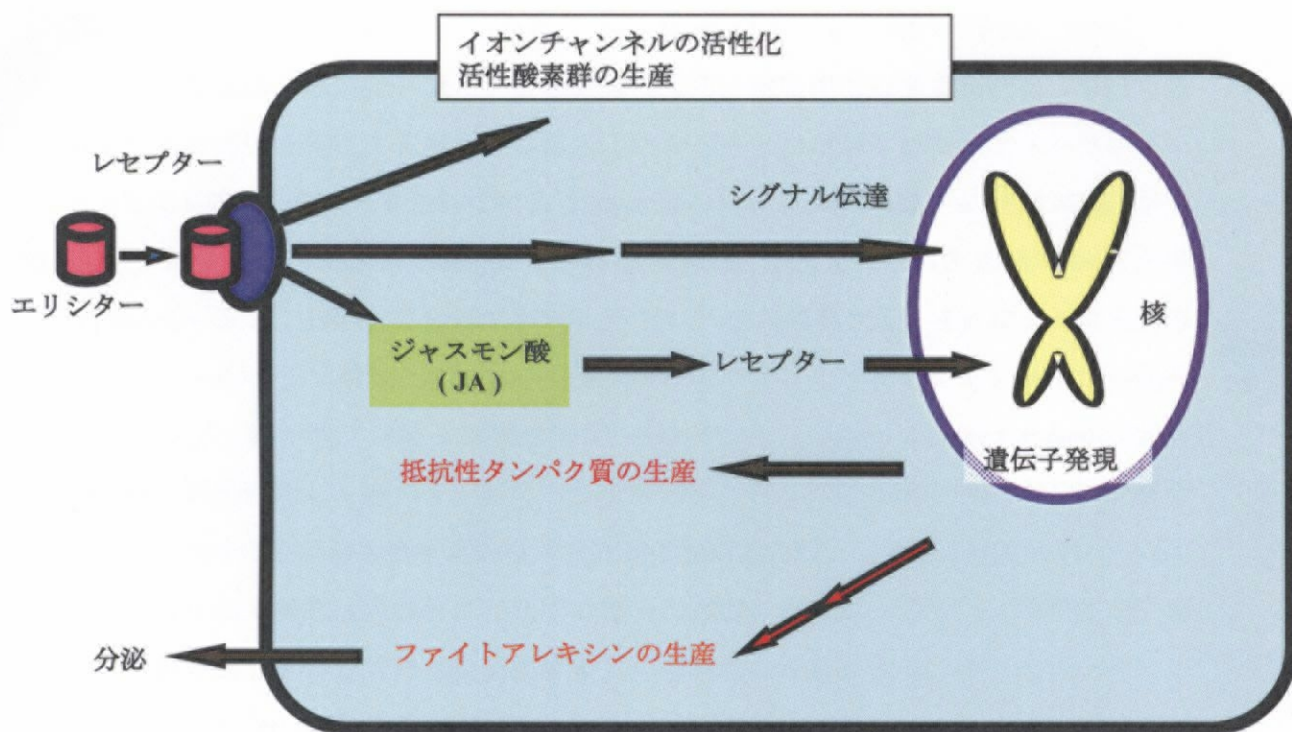 イオンチャンネルの活性化
活性酸素群の生産
レセプター
シグナル伝達
エリシター
核
ジャスモン酸
( JA )
レセプター
遺伝子発現
抵抗性タンパク質の生産
ファイトアレキシンの生産
分泌